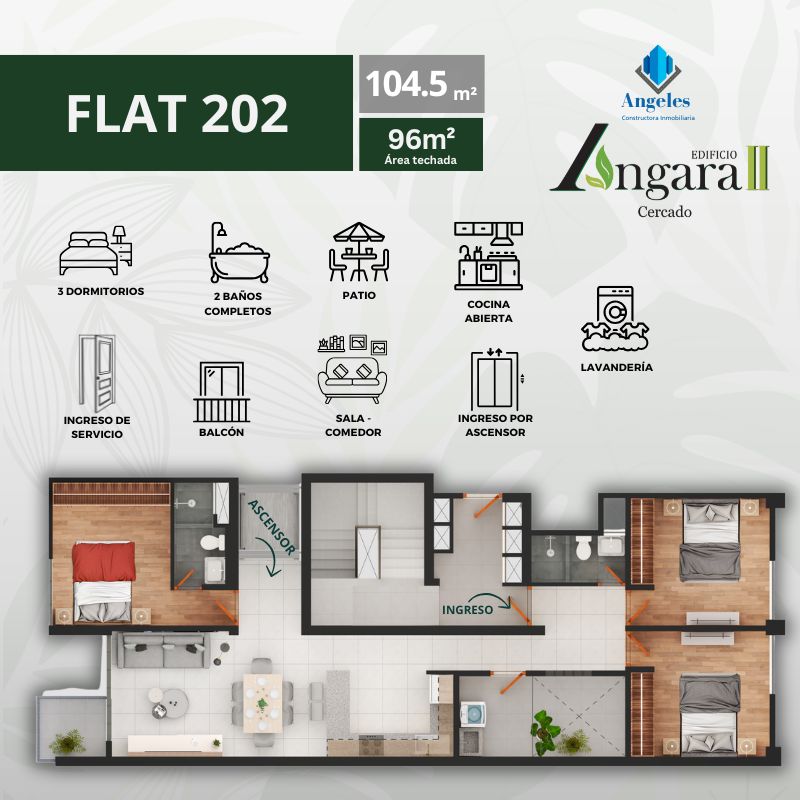 FLAT 202
104.5 m²
96m²
Área techada
Angeles
Constructora Inmobiliaria
EDIFICIO
Angara II
Cercado
3 DORMITORIOS
2 BAÑOS
COMPLETOS
PATIO
COCINA
ABIERTA
LAVANDERÍA
INGRESO DE
SERVICIO
BALCÓN
SALA -
COMEDOR
INGRESO POR
ASCENSOR
ASCENSOR
INGRESO